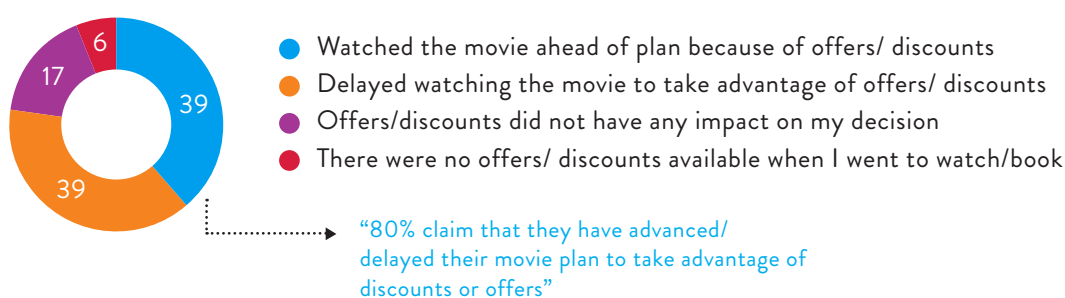 6
17
39
39
Watched the movie ahead of plan because of offers/ discounts
Delayed watching the movie to take advantage of offers/ discounts
Offers/discounts did not have any impact on my decision
There were no offers/ discounts available when I went to watch/book
“80% claim that they have advanced/
delayed their movie plan to take advantage of
discounts or offers”